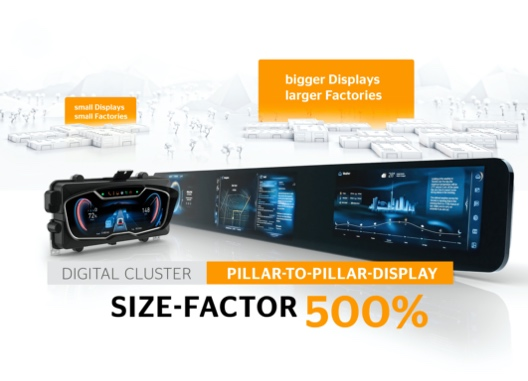 bigger Displays
larger Factories
small Displays
small Factories
DIGITAL CLUSTER
PILLAR-TO-PILLAR-DISPLAY
SIZE-FACTOR 500%